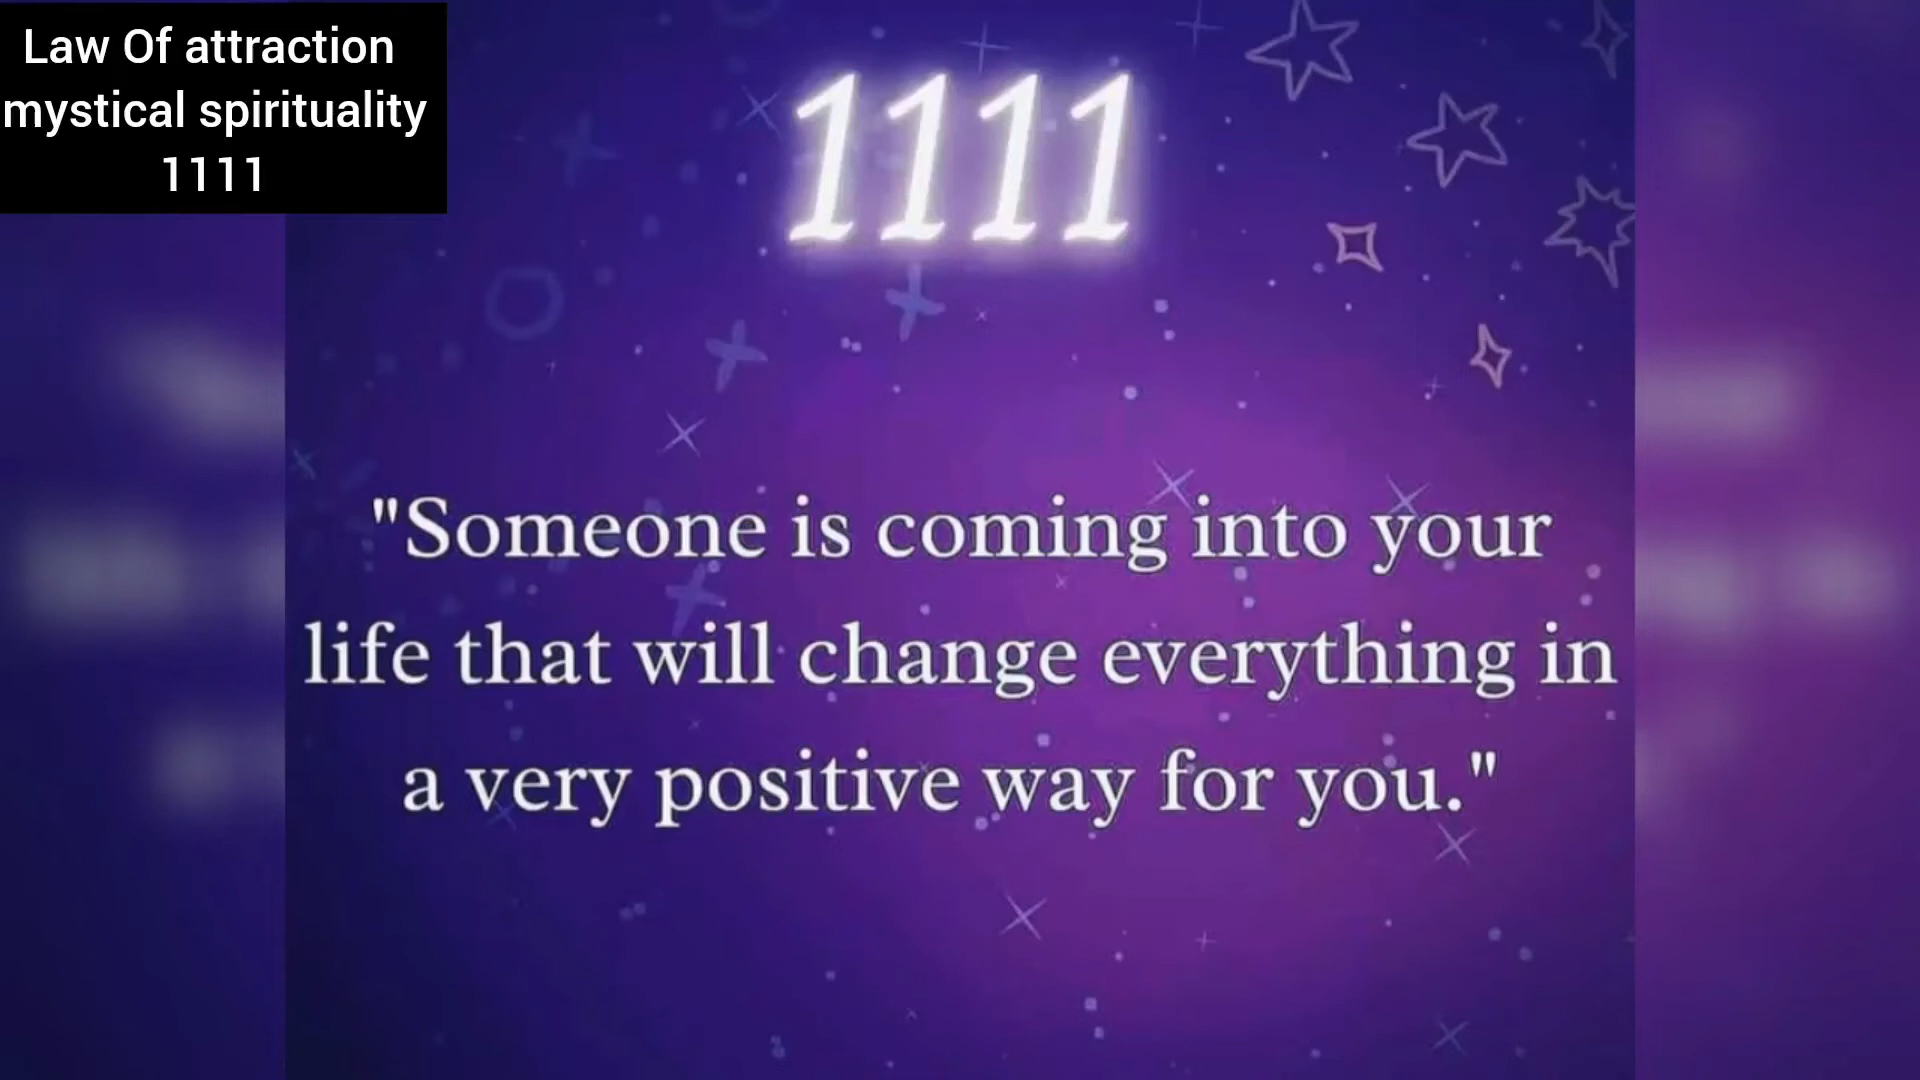 Law Of attraction
mystical spirituality
1111
1111
"Someone is coming into your
life that will change everything in
a very positive way for you."